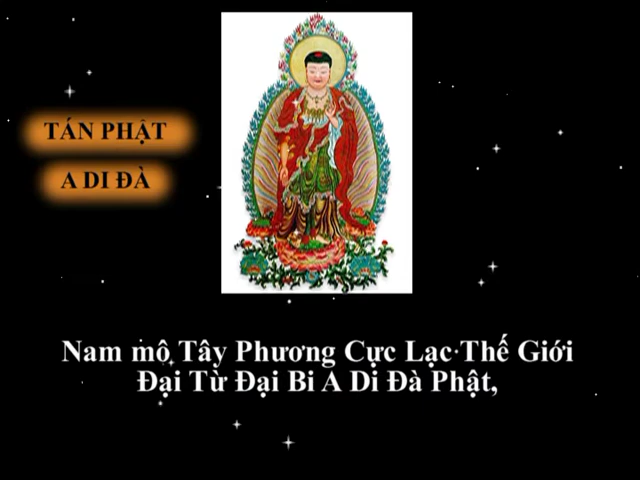 TÁN PHẬT
A DI ĐÀ
Nam mô Tây Phương Cực Lạc Thế Giới
Đại Từ Đại Bi A Di Đà Phật,